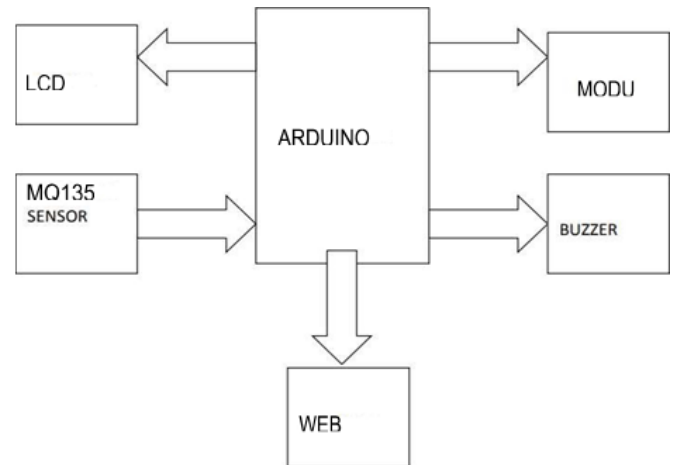 LCD
MODU
ARDUINO
MQ135
SENSOR
BUZZER
WEB